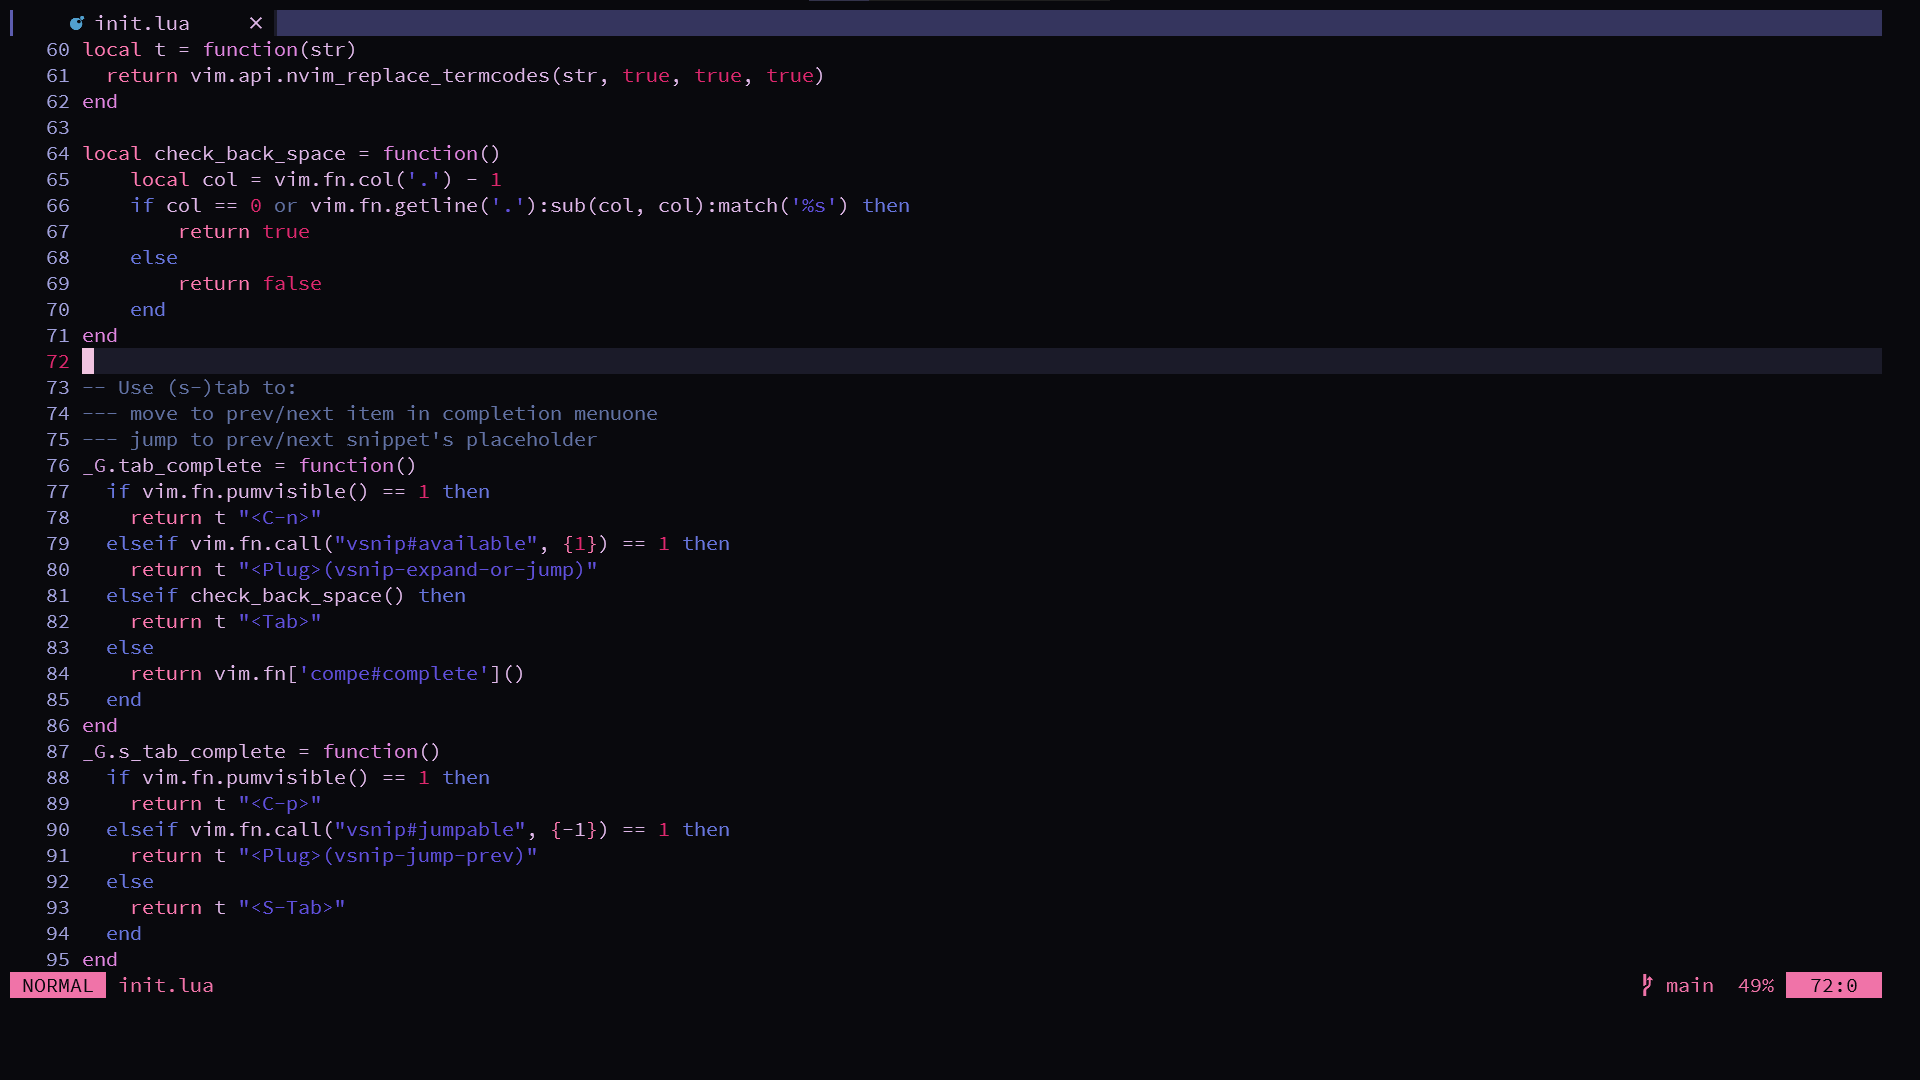 init.lua ✕
60 local t = function(str)
61   return vim.api.nvim_replace_termcodes(str, true, true, true)
62 end
63
64 local check_back_space = function()
65     local col = vim.fn.col('.') - 1
66     if col == 0 or vim.fn.getline('.'):sub(col, col):match('%s') then
67         return true
68     else
69         return false
70     end
71 end
72
73 -- Use (s-)tab to:
74 --- move to prev/next item in completion menuone
75 --- jump to prev/next snippet's placeholder
76 _G.tab_complete = function()
77   if vim.fn.pumvisible() == 1 then
78     return t "<C-n>"
79   elseif vim.fn.call("vsnip#available", {1}) == 1 then
80     return t "<Plug>(vsnip-expand-or-jump)"
81   elseif check_back_space() then
82     return t "<Tab>"
83   else
84     return vim.fn['compe#complete']()
85   end
86 end
87 _G.s_tab_complete = function()
88   if vim.fn.pumvisible() == 1 then
89     return t "<C-p>"
90   elseif vim.fn.call("vsnip#jumpable", {-1}) == 1 then
91     return t "<Plug>(vsnip-jump-prev)"
92   else
93     return t "<S-Tab>"
94   end
95 end
NORMAL init.lua main 49% 72:0